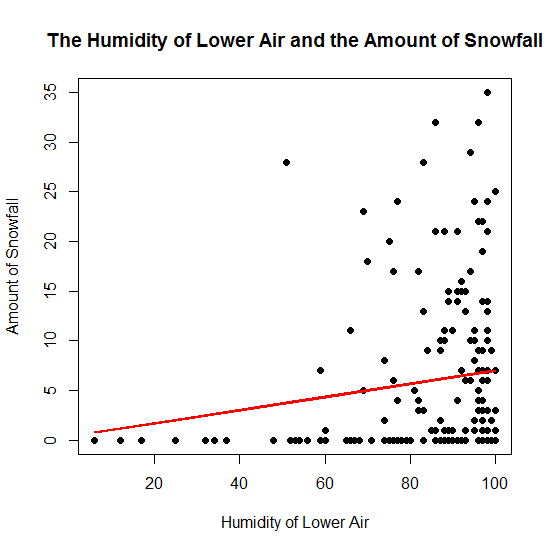 The Humidity of Lower Air and the Amount of Snowfall
35
30
25
20
15
10
5
0
Amount of Snowfall
20 40 60 80 100
Humidity of Lower Air